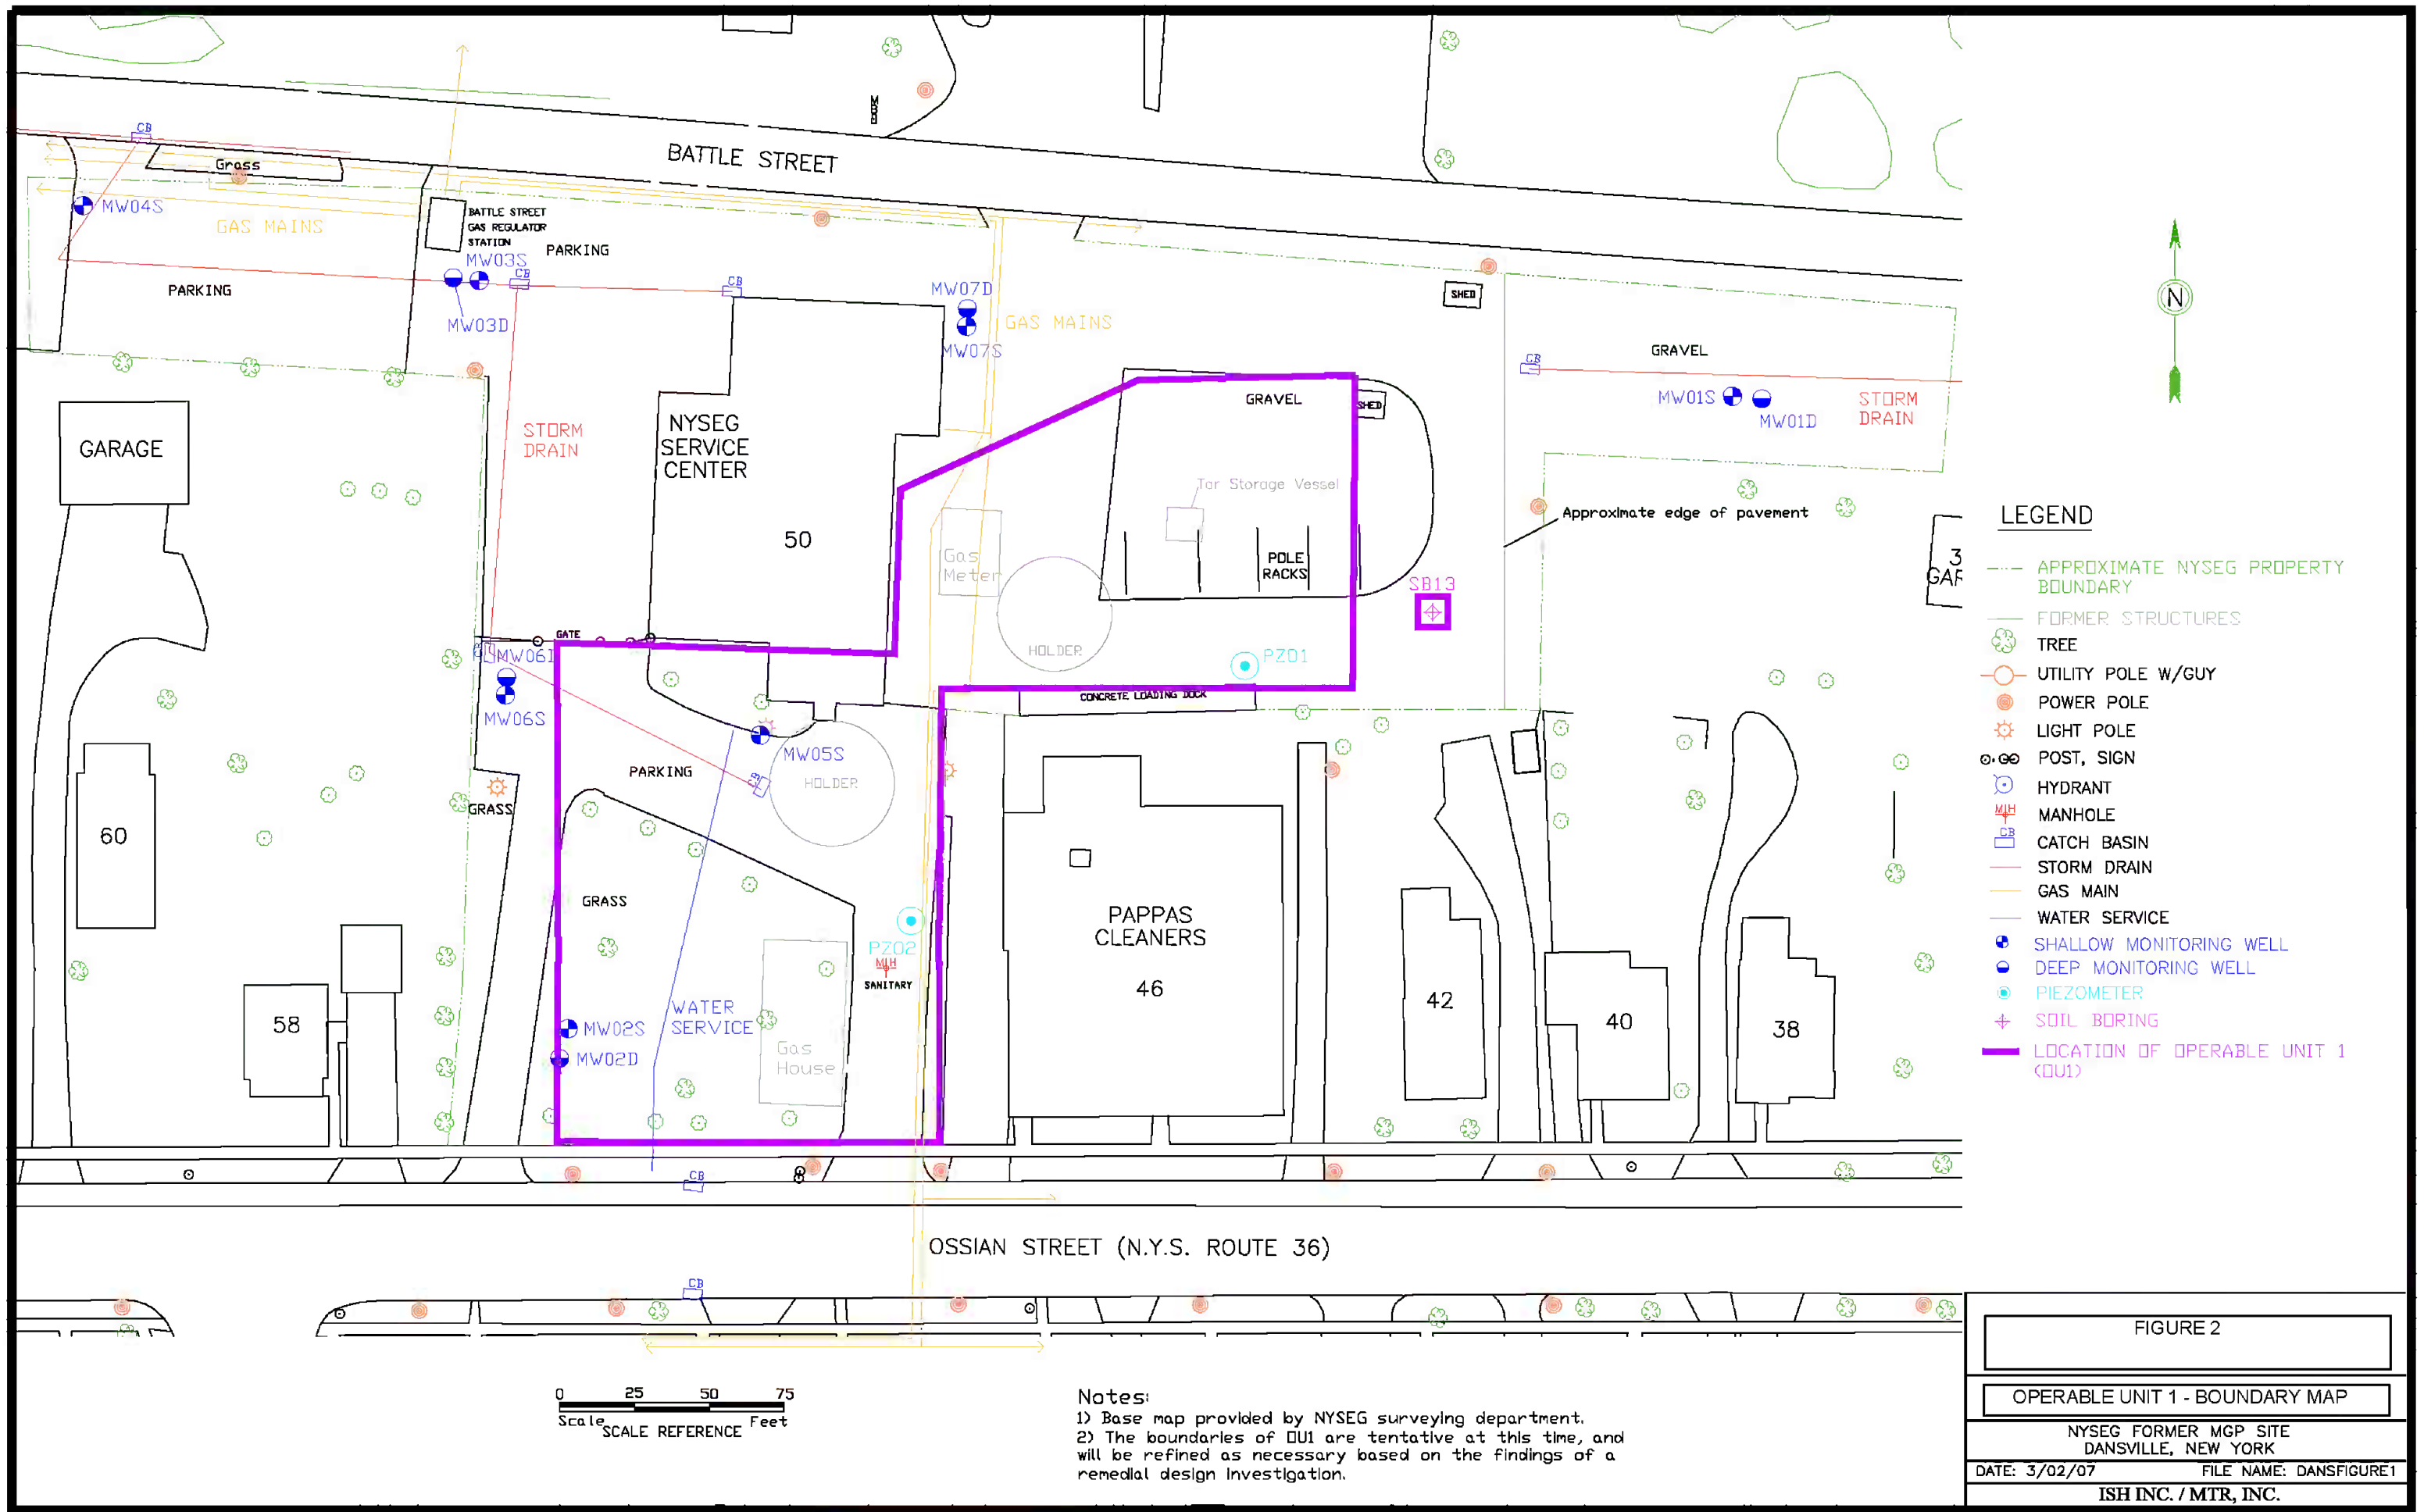 CB
BATTLE STREET
Grass
MW04S
GAS MAINS
BATTLE STREET
GAS REGULATOR
STATION
PARKING
MW03S
CB
CB
PARKING
MW03D
MW07D
GAS MAINS
MW07S
SHED
CB
GRAVEL
MW01S
MW01D
STORM
DRAIN
N
GRAVEL
SHED
GARAGE
STORM
DRAIN
NYSEG
SERVICE
CENTER
50
Tar Storage Vessel
Approximate edge of pavement
Gas
Meter
POLE
RACKS
SB13
HOLDER
PZ01
GATE
MW06D
MW06S
CONCRETE LOADING DOCK
MW05S
PARKING
CB
HOLDER
GRASS
60
GRASS
PZ02
MH
SANITARY
PAPPAS
CLEANERS
46
58
MW02S
MW02D
WATER
SERVICE
Gas
House
42
40
38
CB
OSSIAN STREET (N.Y.S. ROUTE 36)
CB
LEGEND
APPROXIMATE NYSEG PROPERTY
BOUNDARY
FORMER STRUCTURES
TREE
UTILITY POLE W/GUY
POWER POLE
LIGHT POLE
POST, SIGN
HYDRANT
MH MANHOLE
CB CATCH BASIN
STORM DRAIN
GAS MAIN
WATER SERVICE
SHALLOW MONITORING WELL
DEEP MONITORING WELL
PIEZOMETER
SOIL BORING
LOCATION OF OPERABLE UNIT 1
(OU1)
0 25 50 75
Scale Feet
SCALE REFERENCE
Notes:
1) Base map provided by NYSEG surveying department.
2) The boundaries of OU1 are tentative at this time, and
will be refined as necessary based on the findings of a
remedial design investigation.
FIGURE 2
OPERABLE UNIT 1 - BOUNDARY MAP
NYSEG FORMER MGP SITE
DANSVILLE, NEW YORK
DATE: 3/02/07 FILE NAME: DANSFIGURE1
ISH INC. / MTR, INC.